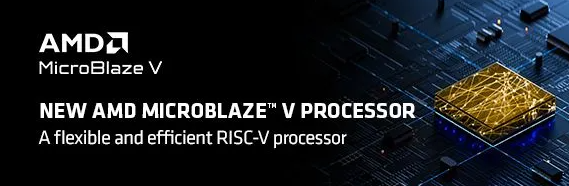 AMD
MicroBlaze V
NEW AMD MICROBLAZE™ V PROCESSOR
A flexible and efficient RISC-V processor